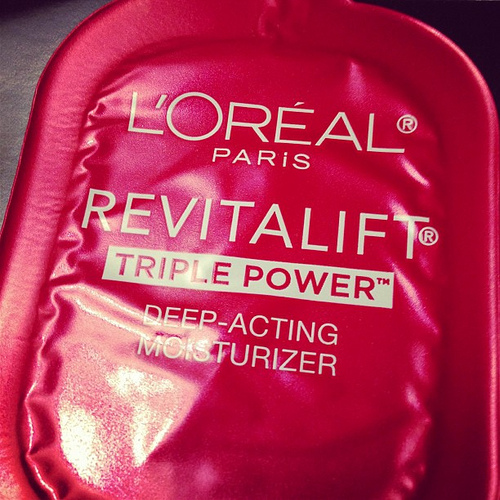 L'ORÉAL®
PARiS
REVITALIFT®
TRIPLE POWER™
DEEP-ACTING
MOISTURIZER